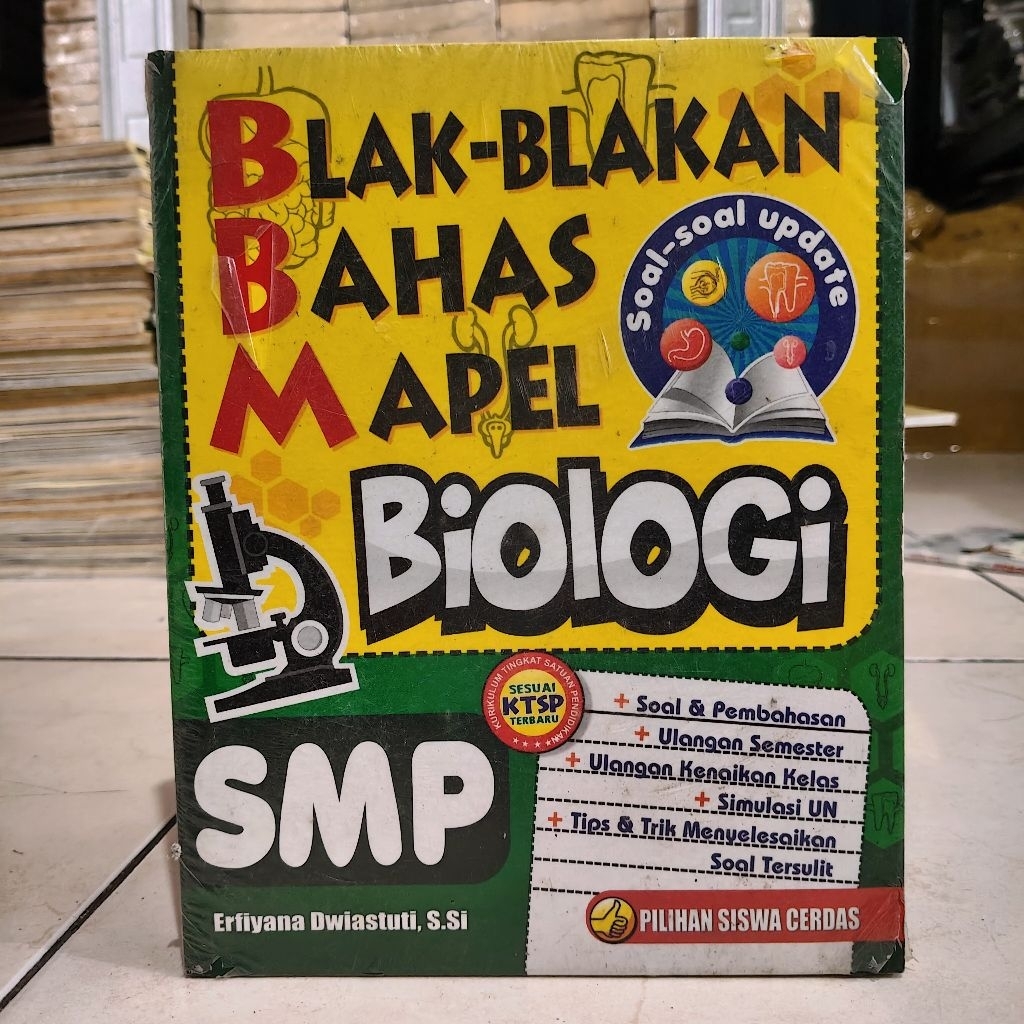 BLAK-BLAKAN
BAHAS
MAPEL
Soal-soal update
BiOlOGi
KURIKULUM TINGKAT SATUAN PENDIDIKAN
SESUAI
KTSP
TERBARU
SMP
+ Soal & Pembahasan
+ Ulangan Semester
+ Ulangan Kenaikan Kelas
+ Simulasi UN
+ Tips & Trik Menyelesaikan
Soal Tersulit
Erfiyana Dwiastuti, S.Si
PILIHAN SISWA CERDAS